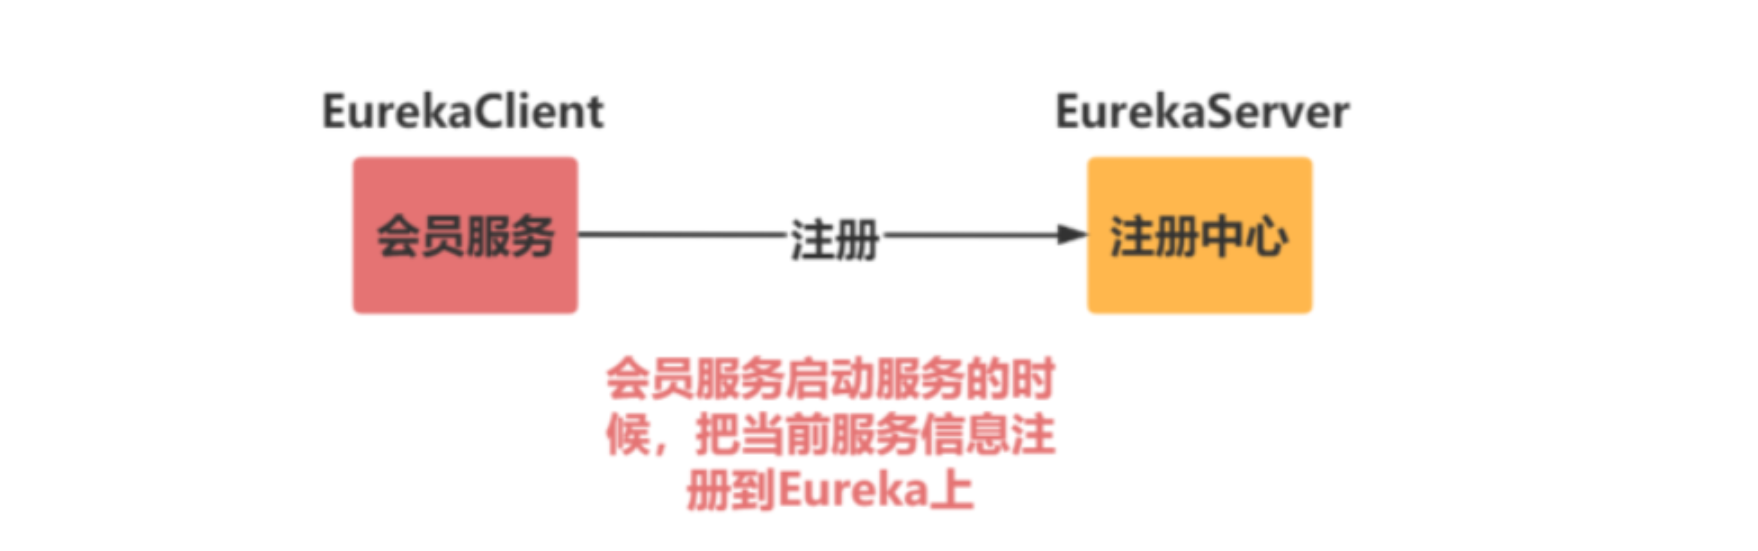 EurekaClient
EurekaServer
会员服务
注册
注册中心
会员服务启动服务的时
候，把当前服务信息注
册到Eureka上